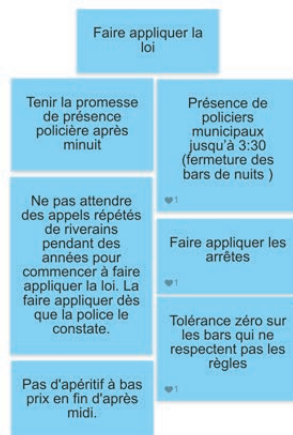 Faire appliquer la
loi
Tenir la promesse
de présence
policière après
minuit
Ne pas attendre
des appels répétés
de riverains
pendant des
années pour
commencer à faire
appliquer la loi. La
faire appliquer dès
que la police le
constate.
Pas d'apéritif à bas
prix en fin d'après
midi.
Présence de
policiers
municipaux
jusqu'à 3:30
(fermeture des
bars de nuits )
1
Faire appliquer les
arrêtes
1
Tolérance zéro sur
les bars qui ne
respectent pas les
règles
1